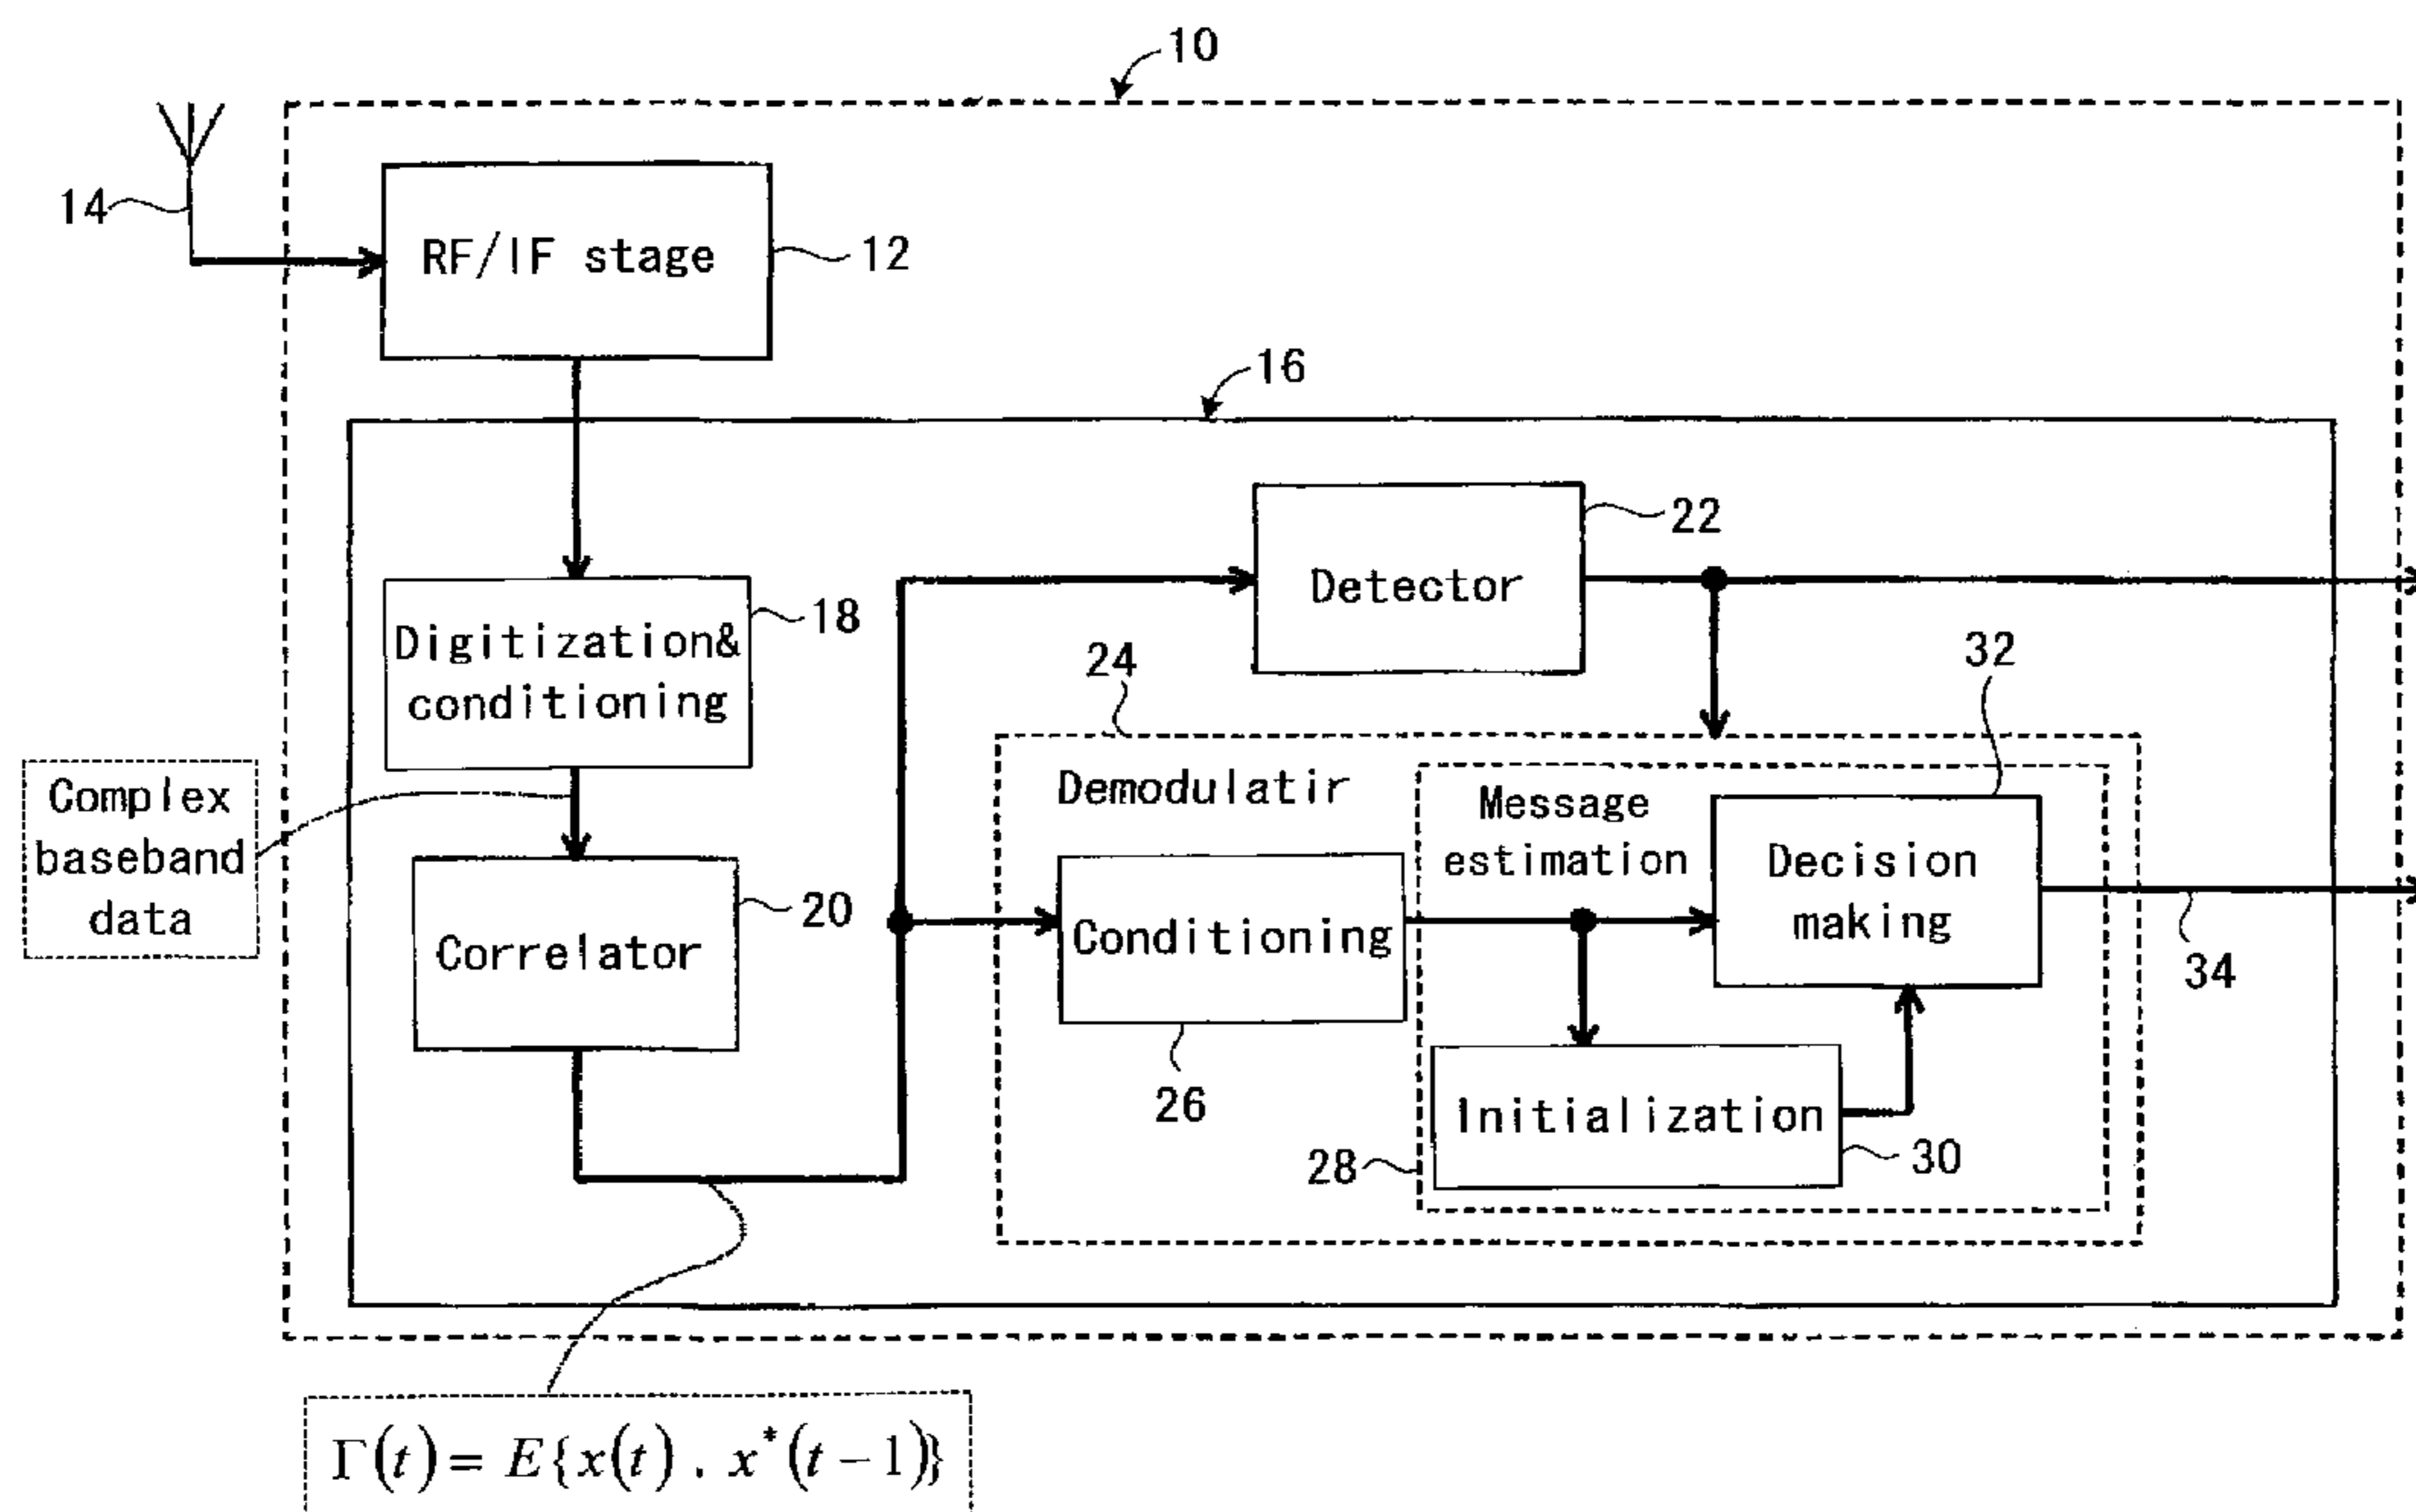 10
14
RF/IF stage
12
16
22
Detector
18
Digitization&
conditioning
24
32
Complex
baseband
data
Demodulatir
Message
estimation
Decision
making
20
Correlator
Conditioning
34
26
Initialization
28
30
Γ(t)= E{x(t) . x*(t-1)}